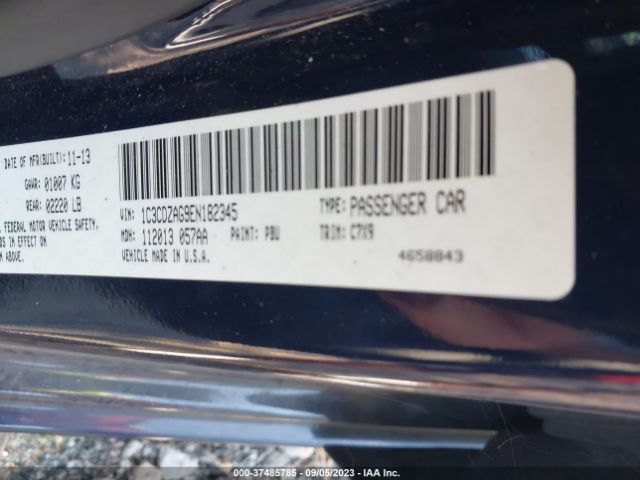 DATE OF MFR(BUILT): 11-13
GAWR: 01007 KG
REAR: 02220 LB
FEDERAL MOTOR VEHICLE SAFETY.
IN EFFECT ON
ABOVE.
VIN: 1C3CDZAG9EN182345
TYPE: PASSENGER CAR
MDH: 112013 057AA
PAINT: PBU
TRIM: C7X9
VEHICLE MADE IN U.S.A.
4658843
000-37485785 - 09/05/2023 - IAA Inc.